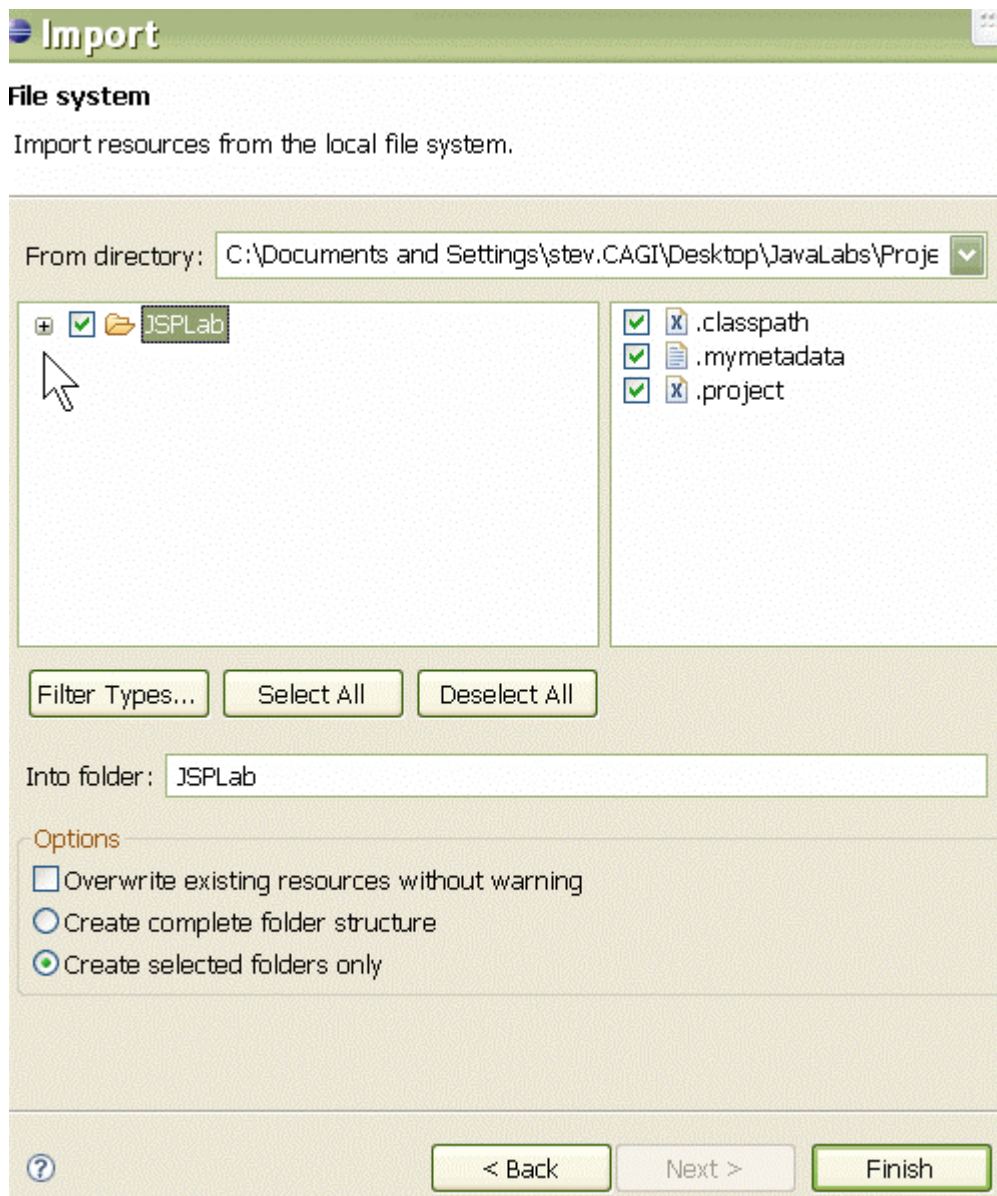 Import
File system
Import resources from the local file system.
From directory: C:\Documents and Settings\stev.CAGI\Desktop\JavaLabs\Proje
JSPLab
.classpath
.mymetadata
.project
Filter Types...
Select All
Deselect All
Into folder: JSPLab
Options
Overwrite existing resources without warning
Create complete folder structure
Create selected folders only
< Back
Next >
Finish